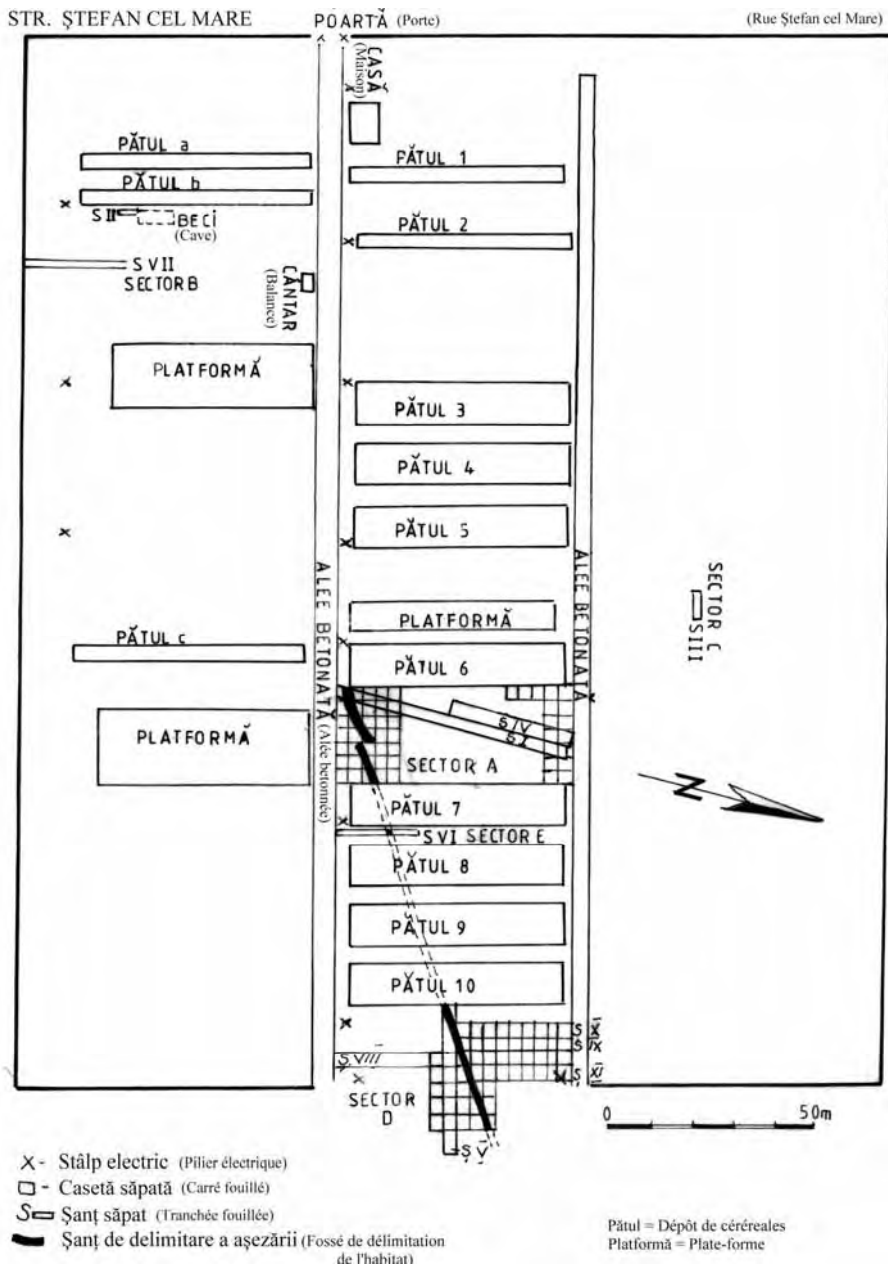 STR. ŞTEFAN CEL MARE
POARTĂ (Porte)
(Rue Ştefan cel Mare)
CASĂ
(Maison)
PĂTUL a
PĂTUL 1
PĂTUL b
S II
BECI
(Cave)
PĂTUL 2
S VII
SECTOR B
CÂNTAR
(Balance)
PLATFORMĂ
PĂTUL 3
PĂTUL 4
PĂTUL 5
ALEE BETONATĂ (Alée betonnée)
ALEE BETONATĂ
SECTOR C
S III
PLATFORMĂ
PĂTUL c
PĂTUL 6
S IV
S I
PLATFORMĂ
SECTOR A
N
PĂTUL 7
S VI SECTOR E
PĂTUL 8
PĂTUL 9
PĂTUL 10
S X
S IX
S VIII
S XI
SECTOR
D
0 50m
S V
X - Stâlp electric (Pilier électrique)
- Casetă săpată (Carré fouillé)
S Şanţ săpat (Tranchée fouillée)
Şanţ de delimitare a aşezării (Fossé de délimitation
de l'habitat)
Pătul = Dépôt de céréreales
Platformă = Plate-forme